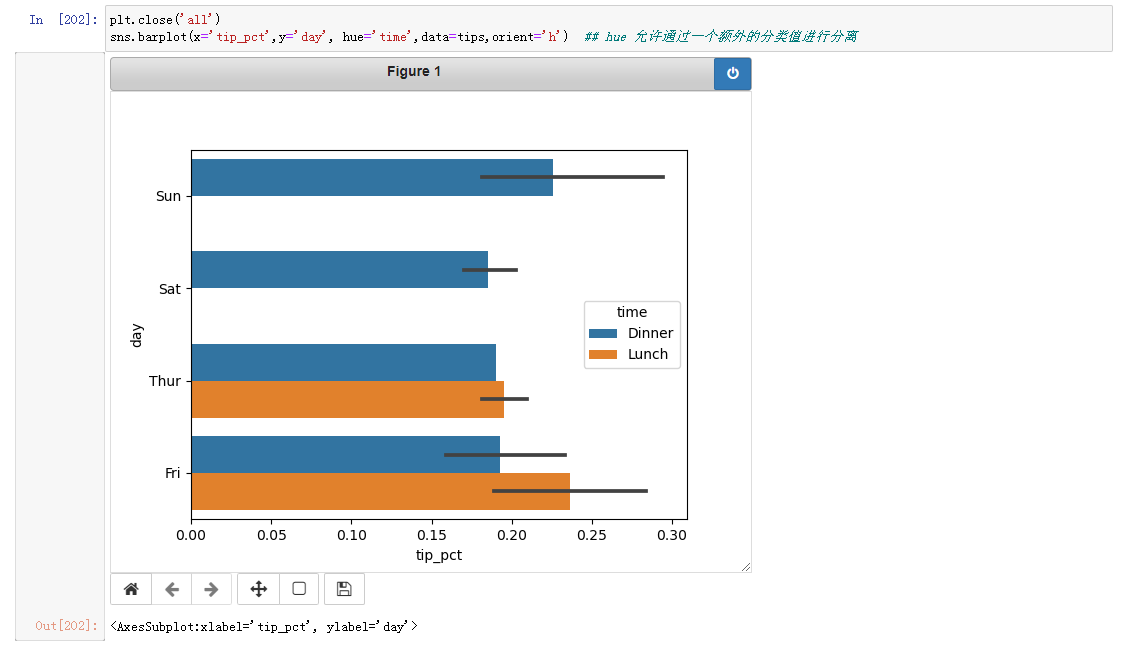 In [202]: plt.close('all')
sns.barplot(x='tip_pct',y='day', hue='time',data=tips,orient='h')  ## hue 允许通过一个额外的分类值进行分离
Figure 1
Sun
Sat
Thur
Fri
day
time
Dinner
Lunch
0.00 0.05 0.10 0.15 0.20 0.25 0.30
tip_pct
Out[202]: <AxesSubplot:xlabel='tip_pct', ylabel='day'>